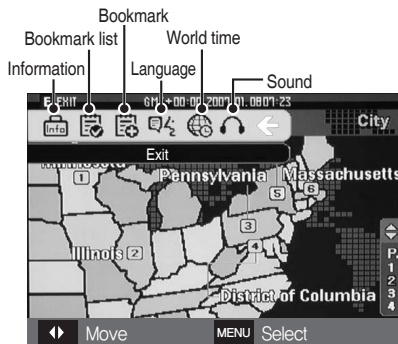 Bookmark
Bookmark list
World time
Information
Language
Sound
E EXIT
GMT+00:00 2007.01.08 07:23
Info
City
Exit
Minnesota
1
Pennsylvania
Massachusetts
5
6
3
Illinois
2
4
District of Columbia
1
2
3
4
Move
MENU
Select